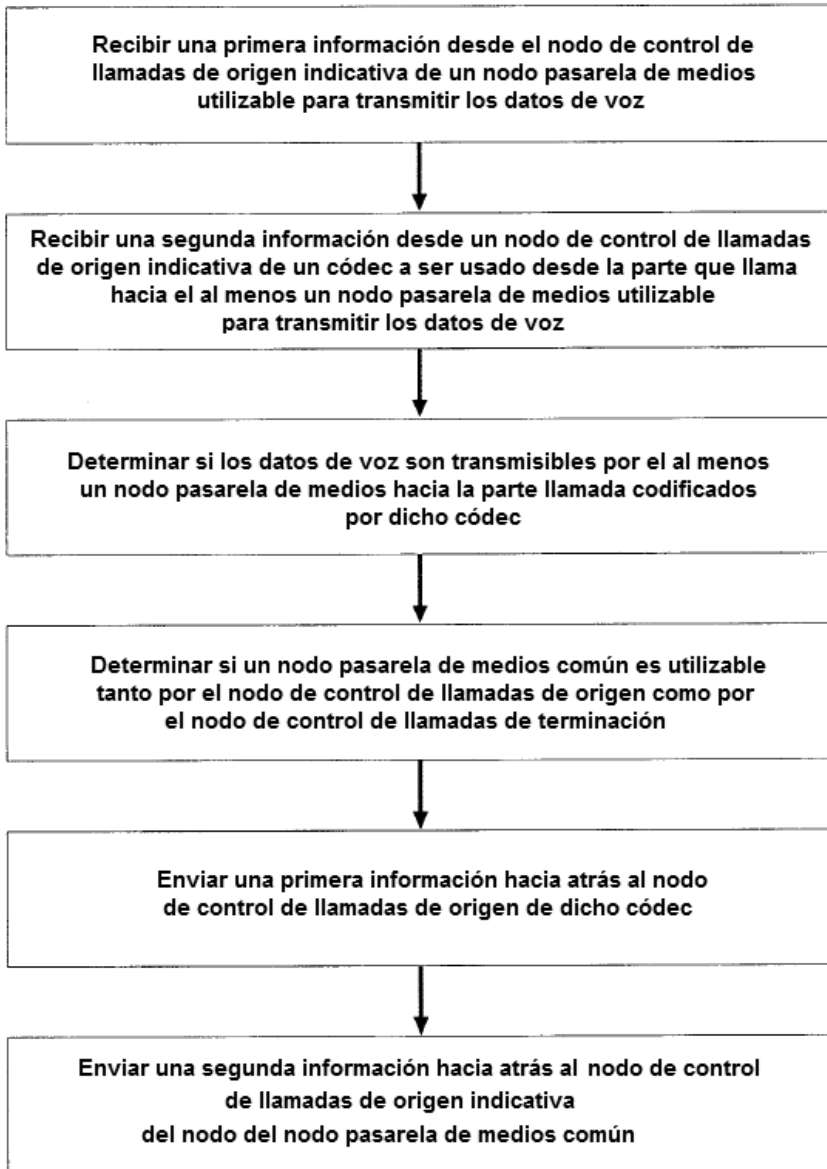 Recibir una primera información desde el nodo de control de
llamadas de origen indicativa de un nodo pasarela de medios
utilizable para transmitir los datos de voz
Recibir una segunda información desde un nodo de control de llamadas
de origen indicativa de un códec a ser usado desde la parte que llama
hacia el al menos un nodo pasarela de medios utilizable
para transmitir los datos de voz
Determinar si los datos de voz son transmisibles por el al menos
un nodo pasarela de medios hacia la parte llamada codificados
por dicho códec
Determinar si un nodo pasarela de medios común es utilizable
tanto por el nodo de control de llamadas de origen como por
el nodo de control de llamadas de terminación
Enviar una primera información hacia atrás al nodo
de control de llamadas de origen de dicho códec
Enviar una segunda información hacia atrás al nodo de control
de llamadas de origen indicativa
del nodo del nodo pasarela de medios común